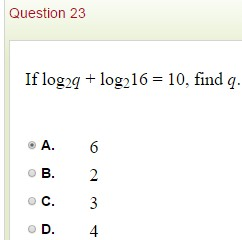 Question 23
If log₂q + log₂16 = 10, find q.
A. 6
B. 2
C. 3
D. 4